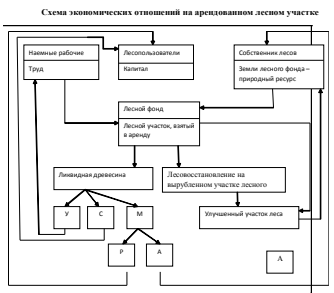 Схема экономических отношений на арендованном лесном участке
Наемные рабочие
Труд
Лесопользователи
Капитал
Собственник лесов
Земли лесного фонда –
природный ресурс
Лесной фонд
Лесной участок, взятый
в аренду
Ликвидная древесина
Лесовосстановление на
вырубленном участке лесного
У
С
М
Улучшенный участок леса
Р
А
А